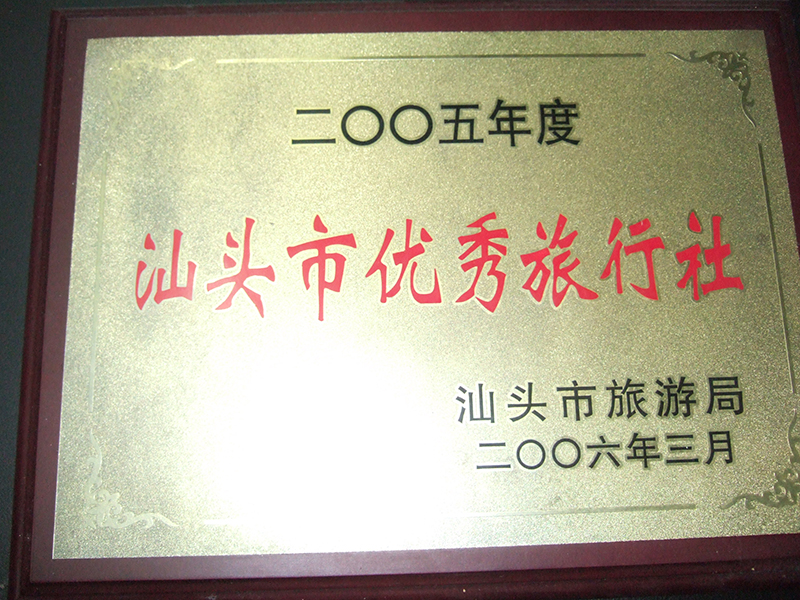 二〇〇五年度
汕头市优秀旅行社
汕头市旅游局
二〇〇六年三月